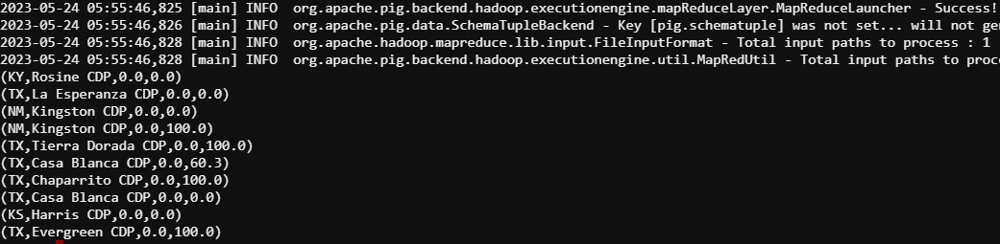 2023-05-24 05:55:46,825 [main] INFO  org.apache.pig.backend.hadoop.executionengine.mapReduceLayer.MapReduceLauncher - Success!
2023-05-24 05:55:46,826 [main] INFO  org.apache.pig.data.SchemaTupleBackend - Key [pig.schematuple] was not set... will not
2023-05-24 05:55:46,828 [main] INFO  org.apache.hadoop.mapreduce.lib.input.FileInputFormat - Total input paths to process : 1
2023-05-24 05:55:46,828 [main] INFO  org.apache.pig.backend.hadoop.executionengine.util.MapRedUtil - Total input paths to
(KY,Rosine CDP,0.0,0.0)
(TX,La Esperanza CDP,0.0,0.0)
(NM,Kingston CDP,0.0,0.0)
(NM,Kingston CDP,0.0,100.0)
(TX,Tierra Dorada CDP,0.0,100.0)
(TX,Casa Blanca CDP,0.0,60.3)
(TX,Chaparrito CDP,0.0,100.0)
(TX,Casa Blanca CDP,0.0,0.0)
(KS,Harris CDP,0.0,0.0)
(TX,Evergreen CDP,0.0,100.0)